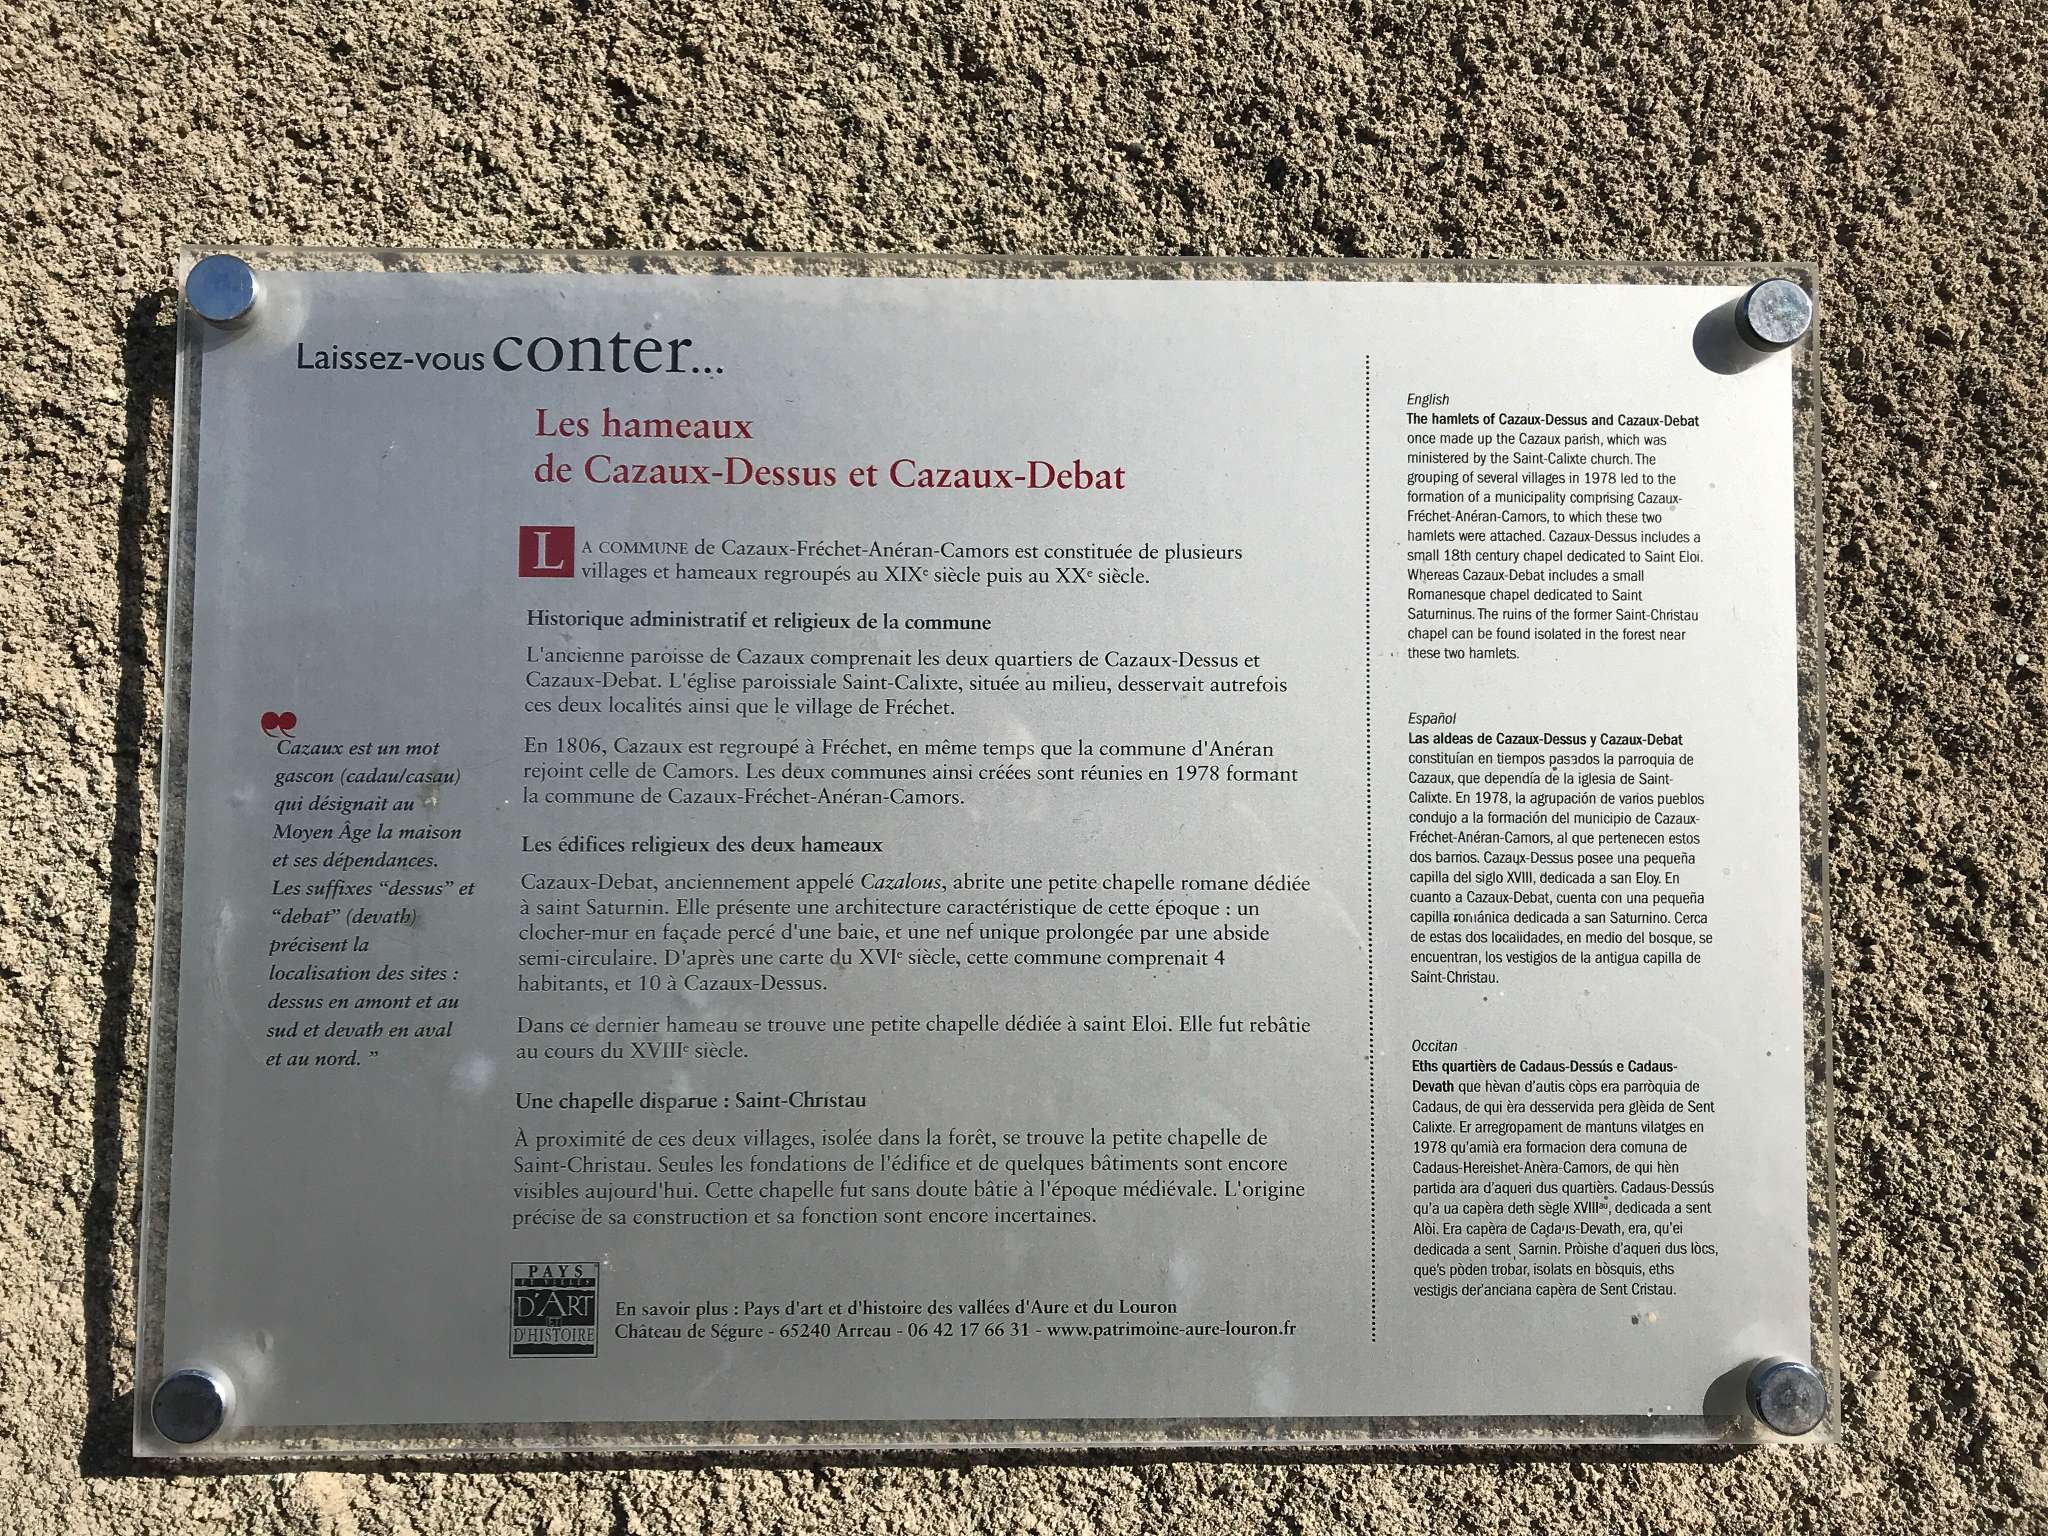 Laissez-vous conter...
Les hameaux
de Cazaux-Dessus et Cazaux-Debat
LA COMMUNE de Cazaux-Fréchet-Anéran-Camors est constituée de plusieurs
villages et hameaux regroupés au XIXe siècle puis au XXe siècle.
Historique administratif et religieux de la commune
L'ancienne paroisse de Cazaux comprenait les deux quartiers de Cazaux-Dessus et
Cazaux-Debat. L'église paroissiale Saint-Calixte, située au milieu, desservait autrefois
ces deux localités ainsi que le village de Fréchet.
En 1806, Cazaux est regroupé à Fréchet, en même temps que la commune d'Anéran
rejoint celle de Camors. Les deux communes ainsi créées sont réunies en 1978 formant
la commune de Cazaux-Fréchet-Anéran-Camors.
Les édifices religieux des deux hameaux
Cazaux-Debat, anciennement appelé Cazalous, abrite une petite chapelle romane dédiée
à saint Saturnin. Elle présente une architecture caractéristique de cette époque : un
clocher-mur en façade percé d'une baie, et une nef unique prolongée par une abside
semi-circulaire. D'après une carte du XVIe siècle, cette commune comprenait 4
habitants, et 10 à Cazaux-Dessus.
Dans ce dernier hameau se trouve une petite chapelle dédiée à saint Eloi. Elle fut rebâtie
au cours du XVIIIe siècle.
Une chapelle disparue : Saint-Christau
À proximité de ces deux villages, isolée dans la forêt, se trouve la petite chapelle de
Saint-Christau. Seules les fondations de l'édifice et de quelques bâtiments sont encore
visibles aujourd'hui. Cette chapelle fut sans doute bâtie à l'époque médiévale. L'origine
précise de sa construction et sa fonction sont encore incertaines.
❝
Cazaux est un mot
gascon (cadau/casau)
qui désignait au
Moyen Âge la maison
et ses dépendances.
Les suffixes “dessus” et
“debat” (devath)
précisent la
localisation des sites :
dessus en amont et au
sud et devath en aval
et au nord. ”
PAYS
ET VILLES
D'ART
ET
D'HISTOIRE
En savoir plus : Pays d'art et d'histoire des vallées d'Aure et du Louron
Château de Ségure - 65240 Arreau - 06 42 17 66 31 - www.patrimoine-aure-louron.fr
English
The hamlets of Cazaux-Dessus and Cazaux-Debat
once made up the Cazaux parish, which was
ministered by the Saint-Calixte church. The
grouping of several villages in 1978 led to the
formation of a municipality comprising Cazaux-
Fréchet-Anéran-Camors, to which these two
hamlets were attached. Cazaux-Dessus includes a
small 18th century chapel dedicated to Saint Eloi.
Whereas Cazaux-Debat includes a small
Romanesque chapel dedicated to Saint
Saturninus. The ruins of the former Saint-Christau
chapel can be found isolated in the forest near
these two hamlets.
Español
Las aldeas de Cazaux-Dessus y Cazaux-Debat
constituían en tiempos pasados la parroquia de
Cazaux, que dependía de la iglesia de Saint-
Calixte. En 1978, la agrupación de varios pueblos
condujo a la formación del municipio de Cazaux-
Fréchet-Anéran-Camors, al que pertenecen estos
dos barrios. Cazaux-Dessus posee una pequeña
capilla del siglo XVIII, dedicada a san Eloy. En
cuanto a Cazaux-Debat, cuenta con una pequeña
capilla románica dedicada a san Saturnino. Cerca
de estas dos localidades, en medio del bosque, se
encuentran, los vestigios de la antigua capilla de
Saint-Christau.
Occitan
Eths quartièrs de Cadaus-Dessús e Cadaus-
Devath que hèvan d'autis còps era parròquia de
Cadaus, de qui èra desservida pera glèida de Sent
Calixte. Er arregropament de mantuns vilatges en
1978 qu'amià era formacion dera comuna de
Cadaus-Hereishet-Anèra-Camors, de qui hèn
partida ara d'aqueri dus quartièrs. Cadaus-Dessús
qu'a ua capèra deth sègle XVIIIau, dedicada a sent
Alòi. Era capèra de Cadaus-Devath, era, qu'ei
dedicada a sent Sarnin. Pròishe d'aqueri dus lòcs,
que's pòden trobar, isolats en bòsquis, eths
vestigis der'anciana capèra de Sent Cristau.